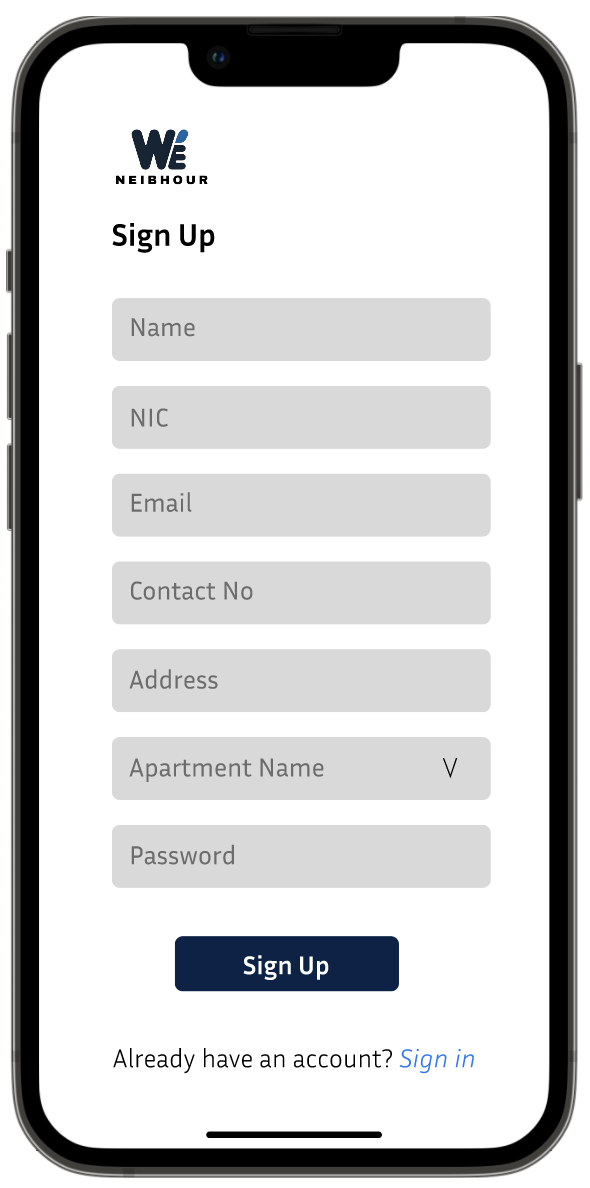 WE
NEIBHOUR
Sign Up
Name
NIC
Email
Contact No
Address
Apartment Name V
Password
Sign Up
Already have an account? Sign in